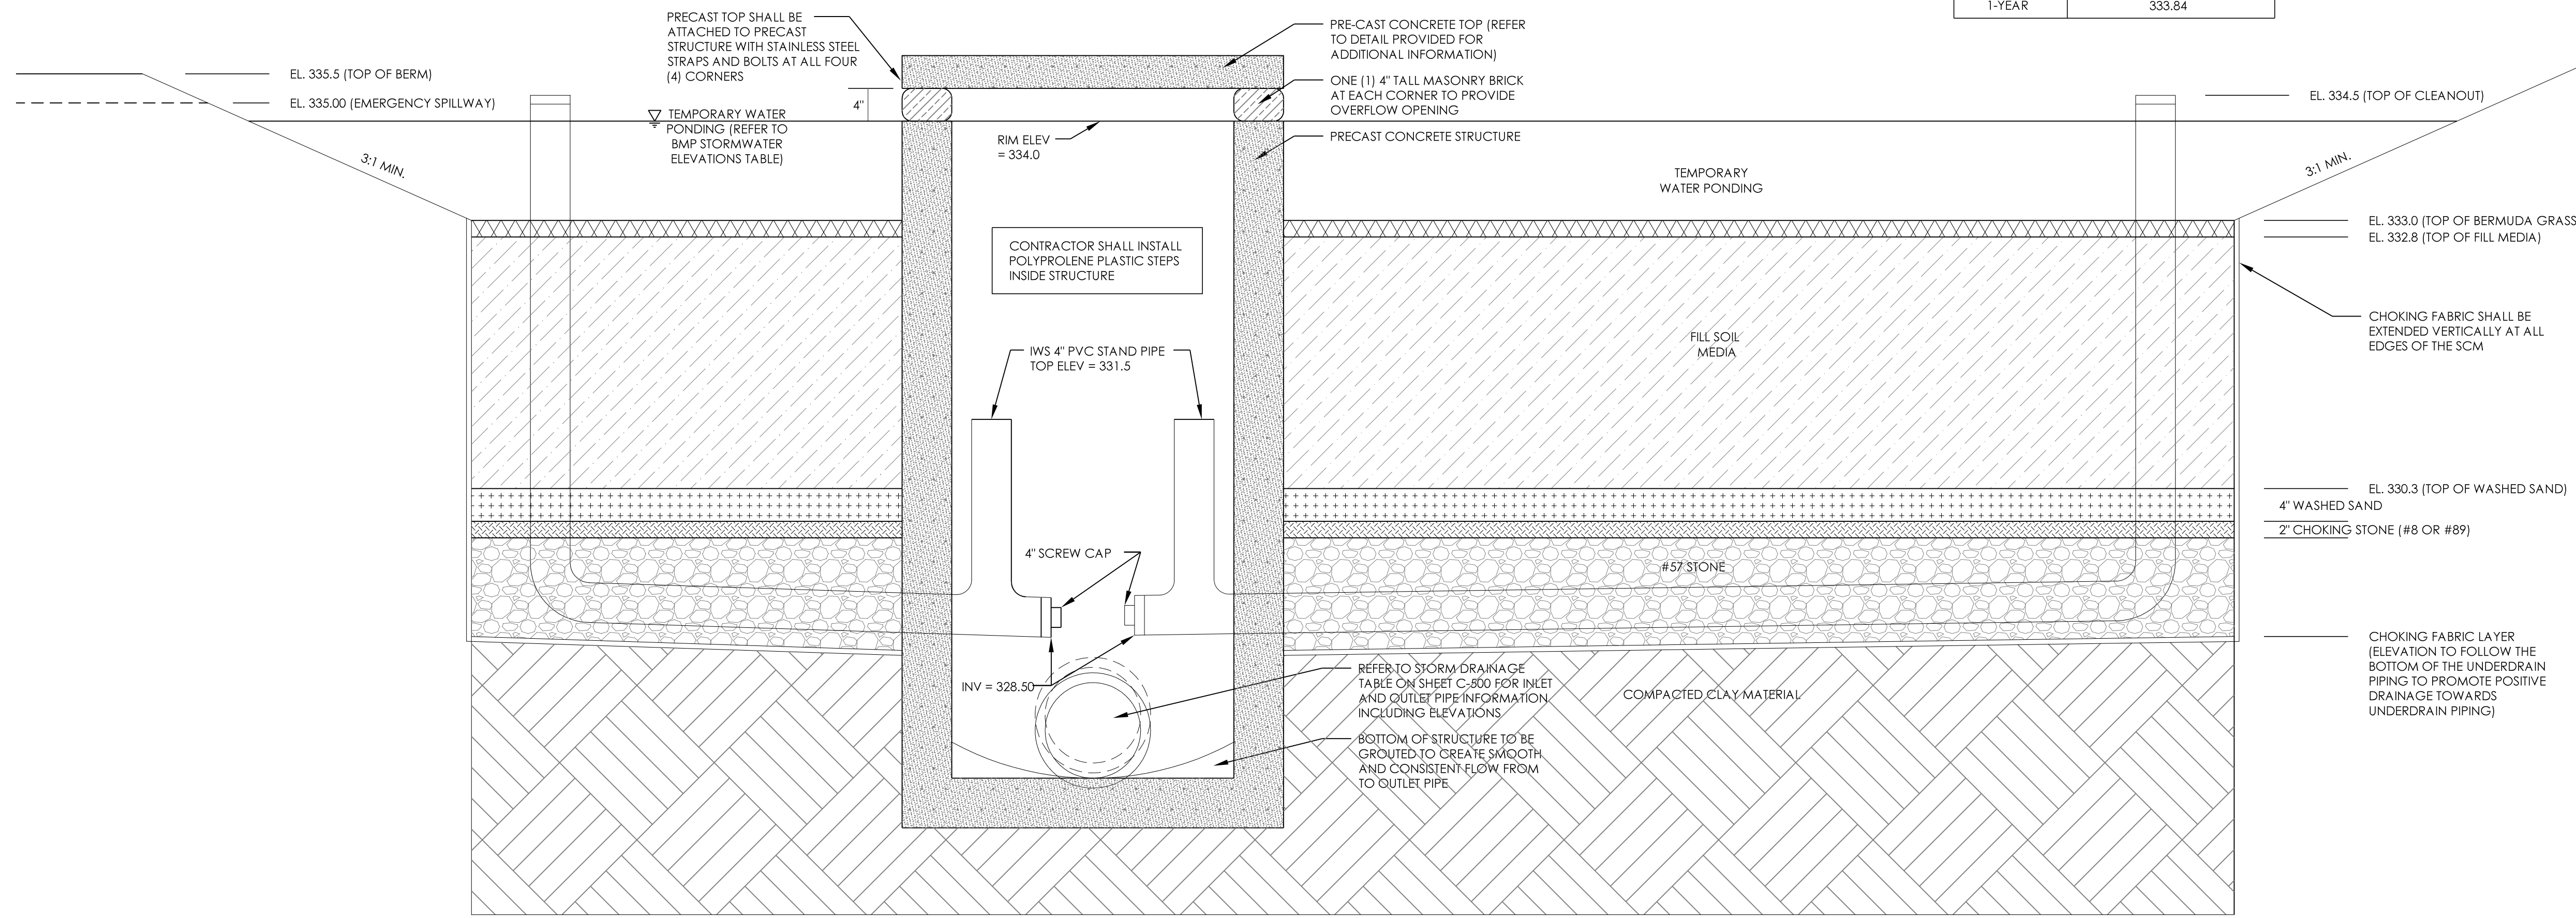 1-YEAR 333.84
PRECAST TOP SHALL BE
ATTACHED TO PRECAST
STRUCTURE WITH STAINLESS STEEL
STRAPS AND BOLTS AT ALL FOUR
(4) CORNERS
PRE-CAST CONCRETE TOP (REFER
TO DETAIL PROVIDED FOR
ADDITIONAL INFORMATION)
EL. 335.5 (TOP OF BERM)
EL. 335.00 (EMERGENCY SPILLWAY)
4"
ONE (1) 4" TALL MASONRY BRICK
AT EACH CORNER TO PROVIDE
OVERFLOW OPENING
EL. 334.5 (TOP OF CLEANOUT)
TEMPORARY WATER
PONDING (REFER TO
BMP STORMWATER
ELEVATIONS TABLE)
RIM ELEV
= 334.0
PRECAST CONCRETE STRUCTURE
3:1 MIN.
TEMPORARY
WATER PONDING
3:1 MIN.
EL. 333.0 (TOP OF BERMUDA GRASS
EL. 332.8 (TOP OF FILL MEDIA)
CONTRACTOR SHALL INSTALL
POLYPROLENE PLASTIC STEPS
INSIDE STRUCTURE
FILL SOIL
MEDIA
CHOKING FABRIC SHALL BE
EXTENDED VERTICALLY AT ALL
EDGES OF THE SCM
IWS 4" PVC STAND PIPE
TOP ELEV = 331.5
EL. 330.3 (TOP OF WASHED SAND)
4" WASHED SAND
2" CHOKING STONE (#8 OR #89)
4" SCREW CAP
#57 STONE
CHOKING FABRIC LAYER
(ELEVATION TO FOLLOW THE
BOTTOM OF THE UNDERDRAIN
PIPING TO PROMOTE POSITIVE
DRAINAGE TOWARDS
UNDERDRAIN PIPING)
INV = 328.50
REFER TO STORM DRAINAGE
TABLE ON SHEET C-500 FOR INLET
AND OUTLET PIPE INFORMATION
INCLUDING ELEVATIONS
COMPACTED CLAY MATERIAL
BOTTOM OF STRUCTURE TO BE
GROUTED TO CREATE SMOOTH
AND CONSISTENT FLOW FROM
TO OUTLET PIPE